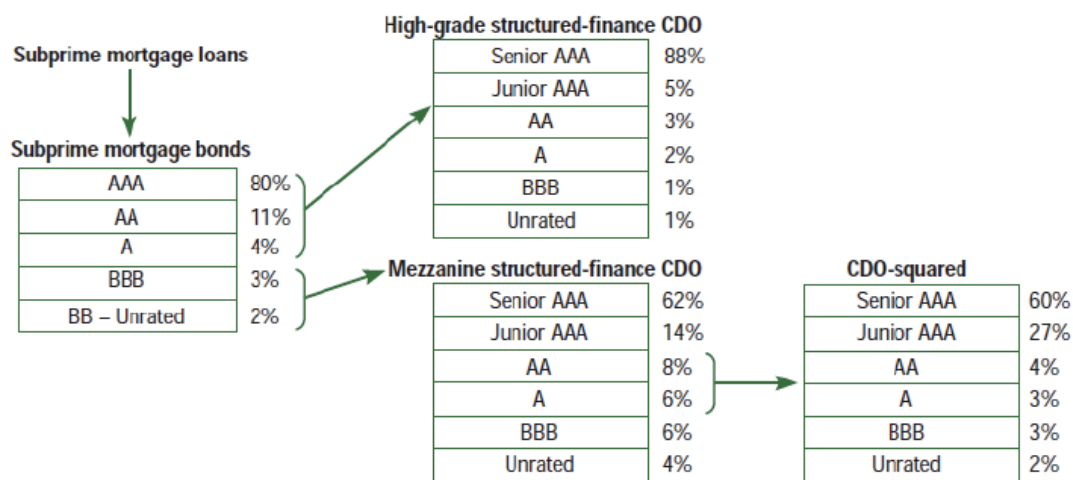 High-grade structured-finance CDO
Senior AAA 88%
Junior AAA 5%
AA 3%
A 2%
BBB 1%
Unrated 1%
Subprime mortgage loans
Subprime mortgage bonds
AAA 80%
AA 11%
A 4%
BBB 3%
BB – Unrated 2%
Mezzanine structured-finance CDO
Senior AAA 62%
Junior AAA 14%
AA 8%
A 6%
BBB 6%
Unrated 4%
CDO-squared
Senior AAA 60%
Junior AAA 27%
AA 4%
A 3%
BBB 3%
Unrated 2%